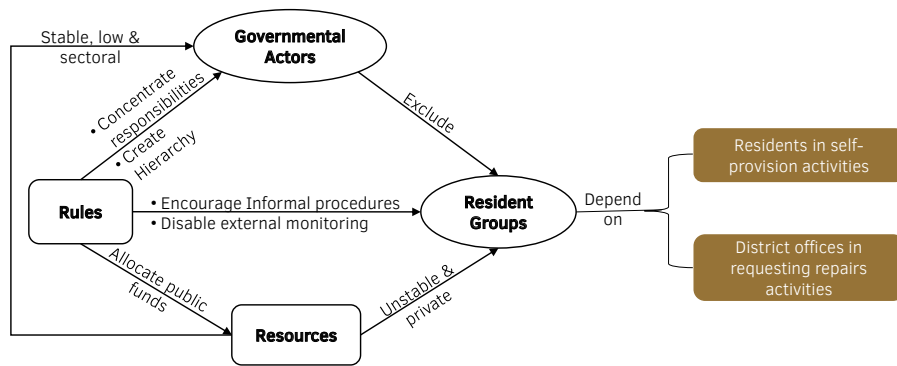 Stable, low &
sectoral
Governmental
Actors
• Concentrate
responsibilities
• Create
Hierarchy
Exclude
Residents in self-
provision activities
Rules
• Encourage Informal procedures
• Disable external monitoring
Resident
Groups
Depend
on
District offices in
requesting repairs
activities
Allocate public
funds
Unstable &
private
Resources